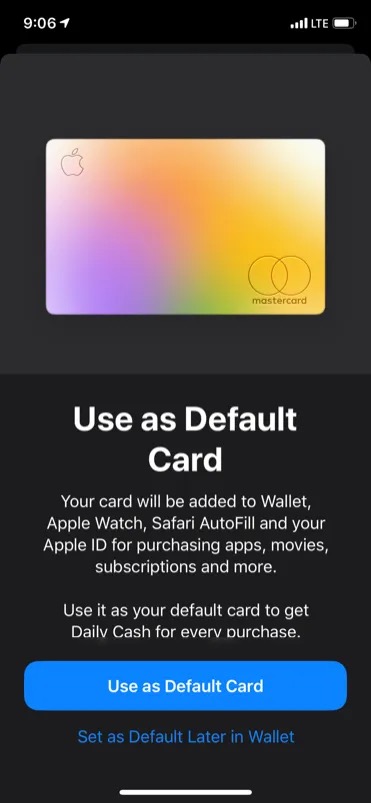 9:06
LTE
mastercard
Use as Default
Card
Your card will be added to Wallet,
Apple Watch, Safari AutoFill and your
Apple ID for purchasing apps, movies,
subscriptions and more.
Use it as your default card to get
Daily Cash for every purchase.
Use as Default Card
Set as Default Later in Wallet